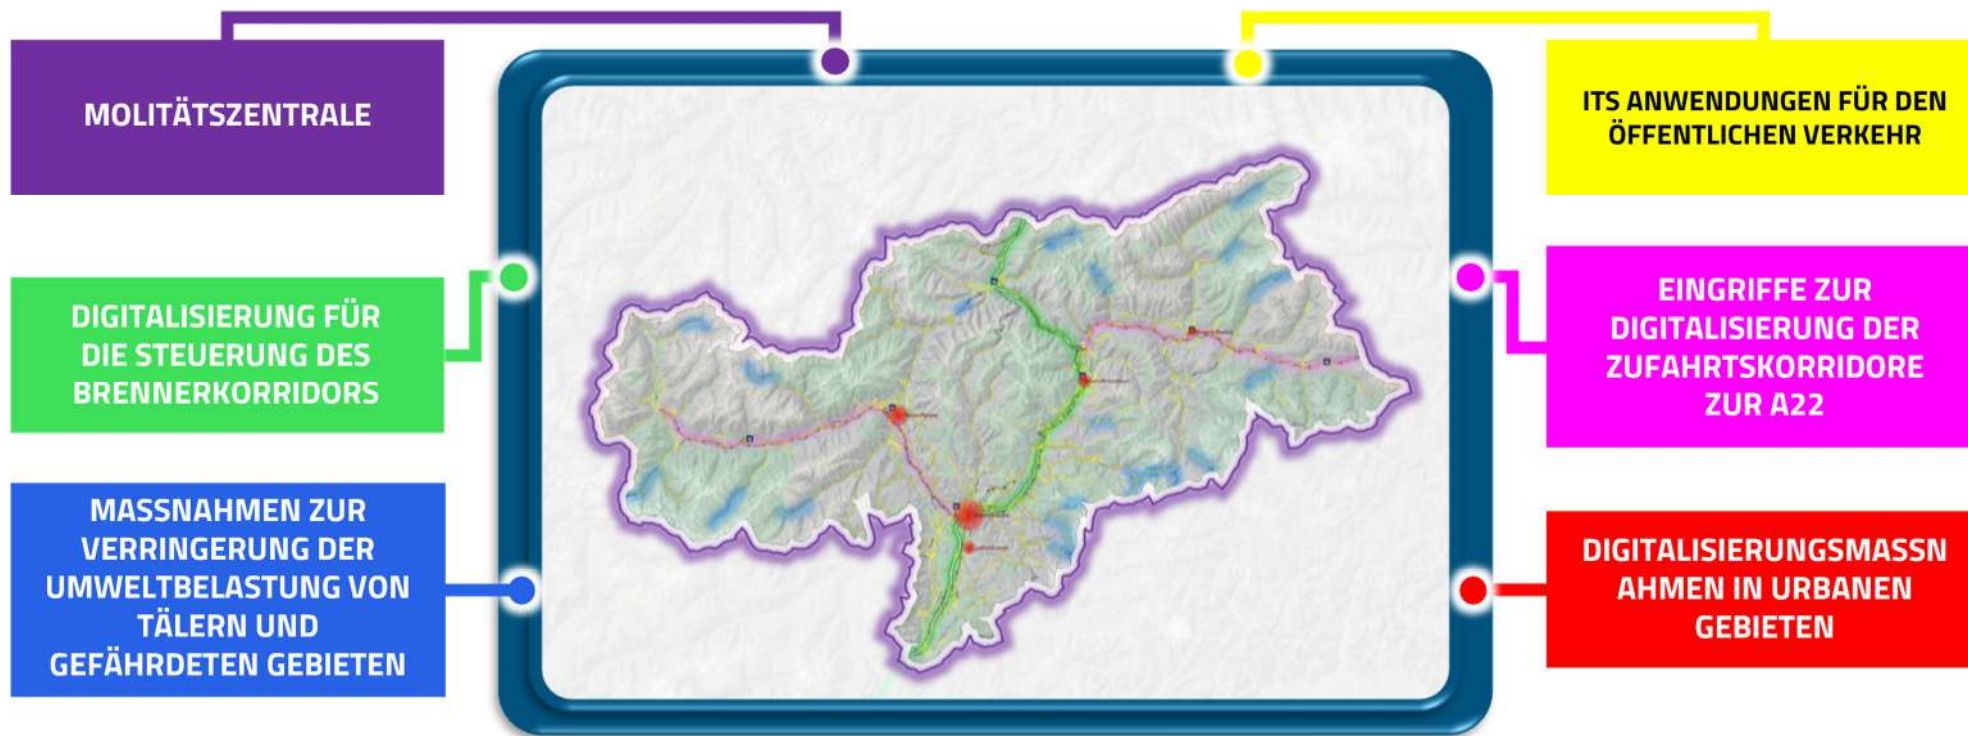 MOLITÄTSZENTRALE
ITS ANWENDUNGEN FÜR DEN
ÖFFENTLICHEN VERKEHR
DIGITALISIERUNG FÜR
DIE STEUERUNG DES
BRENNERKORRIDORS
EINGRIFFE ZUR
DIGITALISIERUNG DER
ZUFAHRTSKORRIDORE
ZUR A22
MASSNAHMEN ZUR
VERRINGERUNG DER
UMWELTBELASTUNG VON
TÄLERN UND
GEFÄHRDETEN GEBIETEN
DIGITALISIERUNGSMASSN
AHMEN IN URBANEN
GEBIETEN